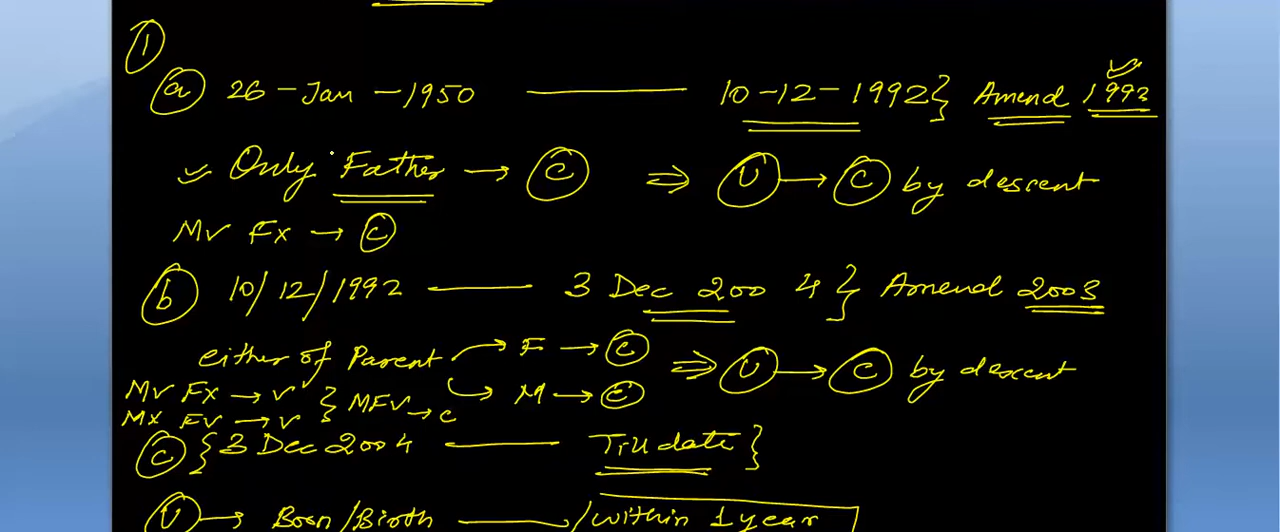 1
a 26-Jan-1950 — 10-12-1992} Amend 1992
✓ Only Father → C ⇒ U → C by descent
Mv Fx → C
b 10/12/1992 — 3 Dec 2004} Amend 2003
either of Parent → F → C ⇒ U → C by descent
→ M → C
Mv Fx → v
Mx Fv → v } MFv → C
c {3 Dec 2004 — Till date}
U → Born/Birth — /within 1 year